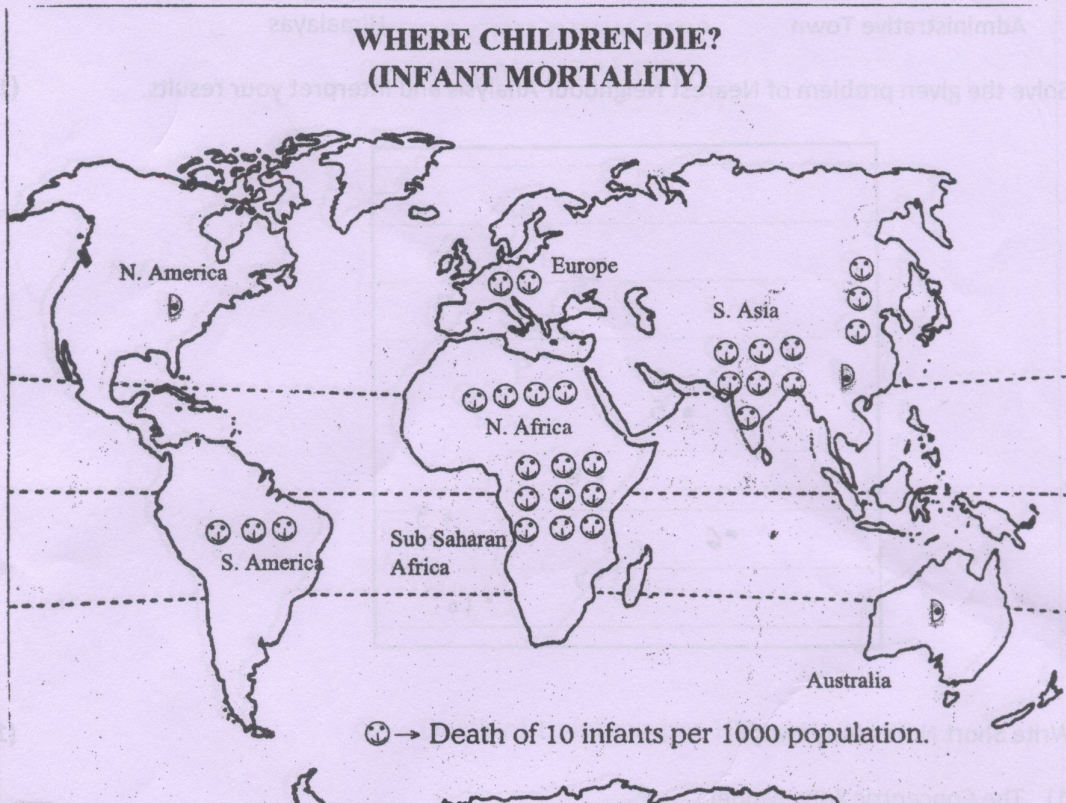 WHERE CHILDREN DIE?
(INFANT MORTALITY)
N. America
Europe
S. Asia
N. Africa
Sub Saharan
Africa
S. America
Australia
→ Death of 10 infants per 1000 population.